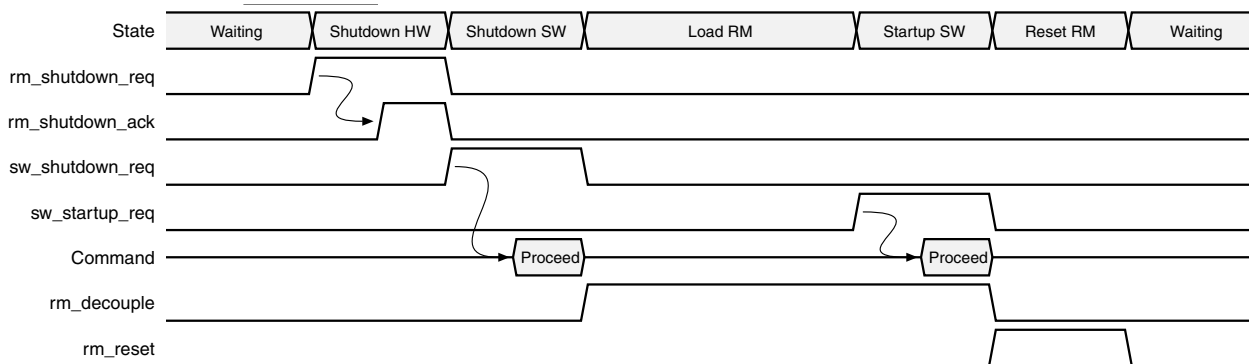 State Waiting Shutdown HW Shutdown SW Load RM Startup SW Reset RM Waiting
rm_shutdown_req
rm_shutdown_ack
sw_shutdown_req
sw_startup_req
Command Proceed Proceed
rm_decouple
rm_reset